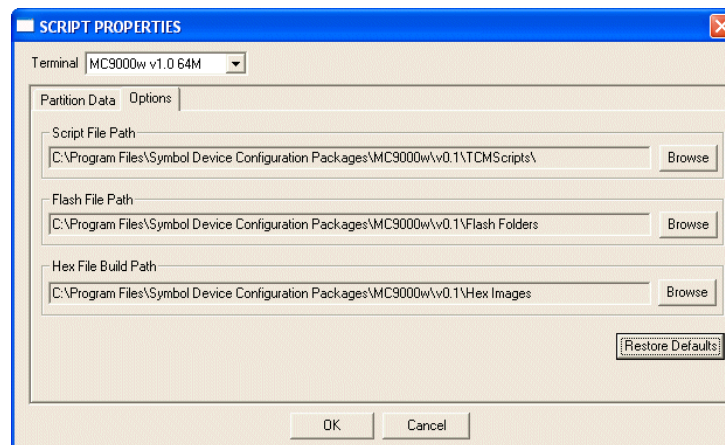 SCRIPT PROPERTIES
Terminal MC9000w v1.0 64M
Partition Data Options
Script File Path
C:\Program Files\Symbol Device Configuration Packages\MC9000w\v0.1\TCMScripts\ Browse
Flash File Path
C:\Program Files\Symbol Device Configuration Packages\MC9000w\v0.1\Flash Folders Browse
Hex File Build Path
C:\Program Files\Symbol Device Configuration Packages\MC9000w\v0.1\Hex Images Browse
Restore Defaults
OK Cancel